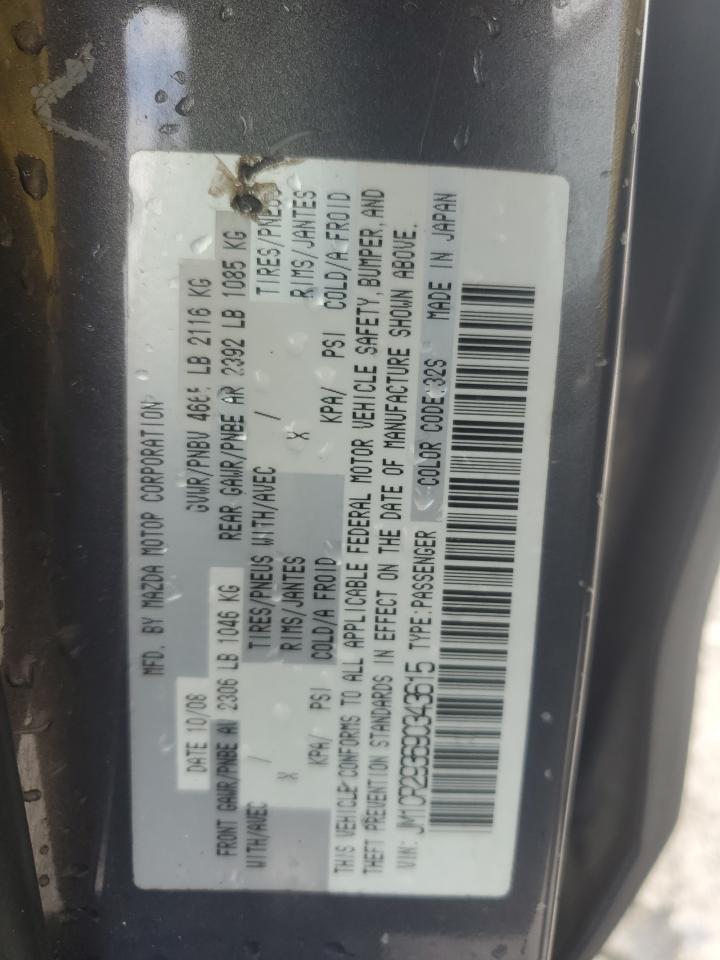 MFD. BY MAZDA MOTOR CORPORATION
DATE 10/08 GVWR/PNBV 4665 LB 2116 KG
FRONT GAWR/PNBE AV 2306 LB 1046 KG REAR GAWR/PNBE AR 2392 LB 1085 KG
WITH/AVEC / TIRES/PNEUS WITH/AVEC / TIRES/PNEUS
X RIMS/JANTES X RIMS/JANTES
KPA/ PSI COLD/A FROID KPA/ PSI COLD/A FROID
THIS VEHICLE CONFORMS TO ALL APPLICABLE FEDERAL MOTOR VEHICLE SAFETY, BUMPER, AND
THEFT PREVENTION STANDARDS IN EFFECT ON THE DATE OF MANUFACTURE SHOWN ABOVE.
VIN: JM1CR293690343615 TYPE:PASSENGER COLOR CODE:32S MADE IN JAPAN